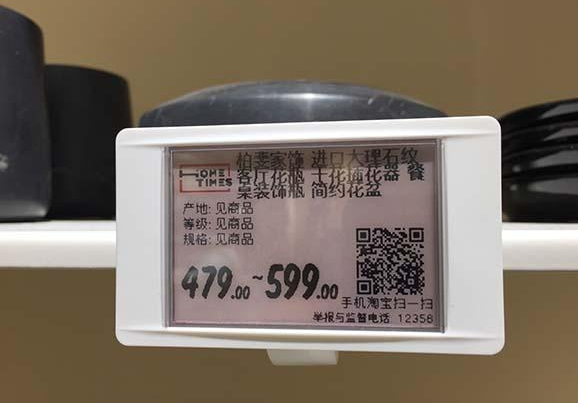 HOME
TIMES
柏斐家饰 进口大理石纹
客厅花瓶 干花插花器 餐
桌装饰瓶 简约花盆
产地: 见商品
等级: 见商品
规格: 见商品
479.00 ~ 599.00
手机淘宝扫一扫
举报与监督电话 12358